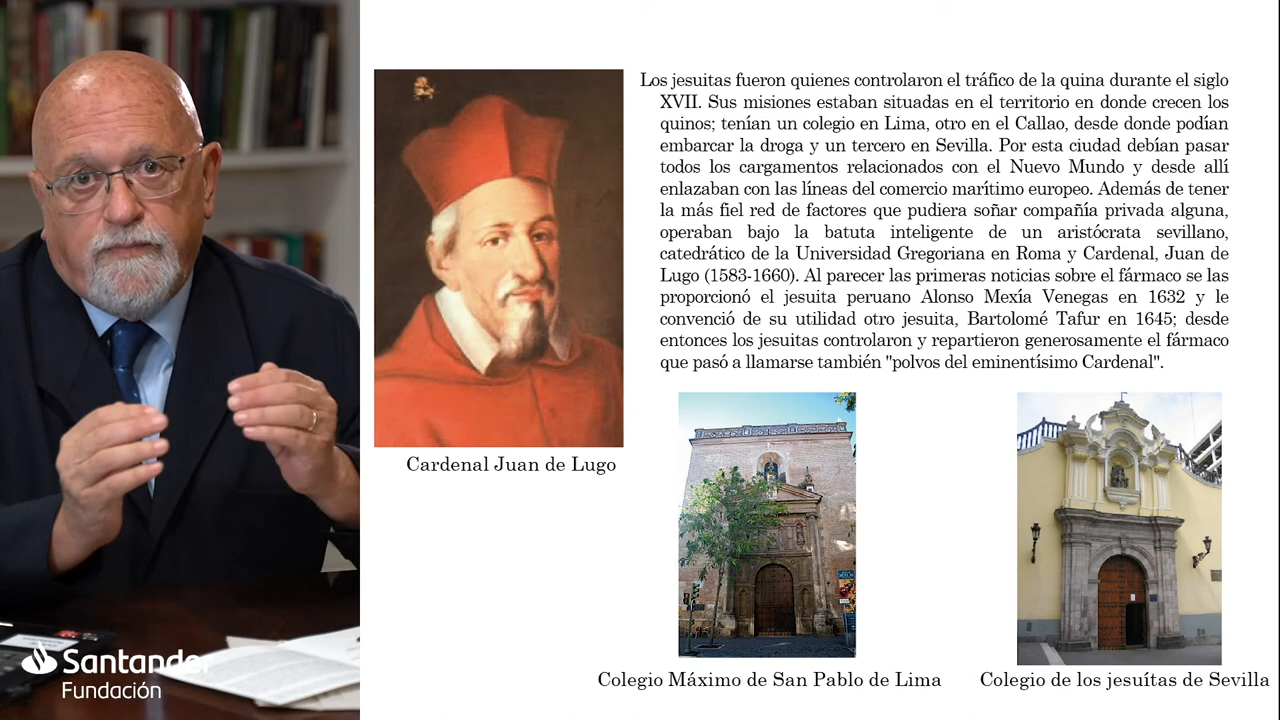 Los jesuitas fueron quienes controlaron el tráfico de la quina durante el siglo
XVII. Sus misiones estaban situadas en el territorio en donde crecen los
quinos; tenían un colegio en Lima, otro en el Callao, desde donde podían
embarcar la droga y un tercero en Sevilla. Por esta ciudad debían pasar
todos los cargamentos relacionados con el Nuevo Mundo y desde allí
enlazaban con las líneas del comercio marítimo europeo. Además de tener
la más fiel red de factores que pudiera soñar compañía privada alguna,
operaban bajo la batuta inteligente de un aristócrata sevillano,
catedrático de la Universidad Gregoriana en Roma y Cardenal, Juan de
Lugo (1583-1660). Al parecer las primeras noticias sobre el fármaco se las
proporcionó el jesuita peruano Alonso Mexía Venegas en 1632 y le
convenció de su utilidad otro jesuita, Bartolomé Tafur en 1645; desde
entonces los jesuitas controlaron y repartieron generosamente el fármaco
que pasó a llamarse también "polvos del eminentísimo Cardenal".
Cardenal Juan de Lugo
Colegio Máximo de San Pablo de Lima
Colegio de los jesuítas de Sevilla
Santander
Fundación